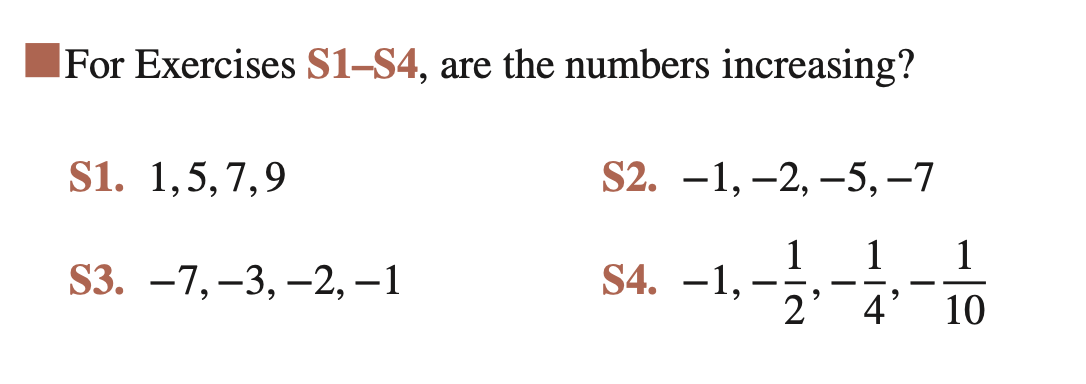 For Exercises S1–S4, are the numbers increasing?
S1. 1, 5, 7, 9
S2. −1, −2, −5, −7
S3. −7, −3, −2, −1
S4. −1, −1/2, −1/4, −1/10